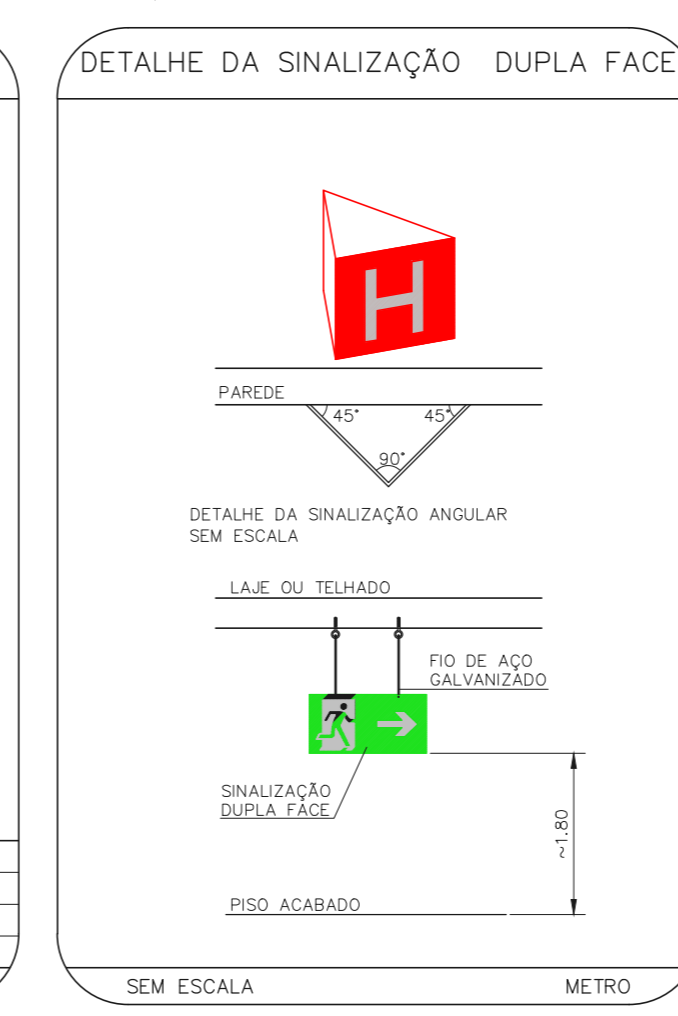 DETALHE DA SINALIZAÇÃO DUPLA FACE
H
PAREDE
45°
45°
90°
DETALHE DA SINALIZAÇÃO ANGULAR
SEM ESCALA
LAJE OU TELHADO
FIO DE AÇO
GALVANIZADO
SINALIZAÇÃO
DUPLA FACE
~1.80
PISO ACABADO
SEM ESCALA
METRO